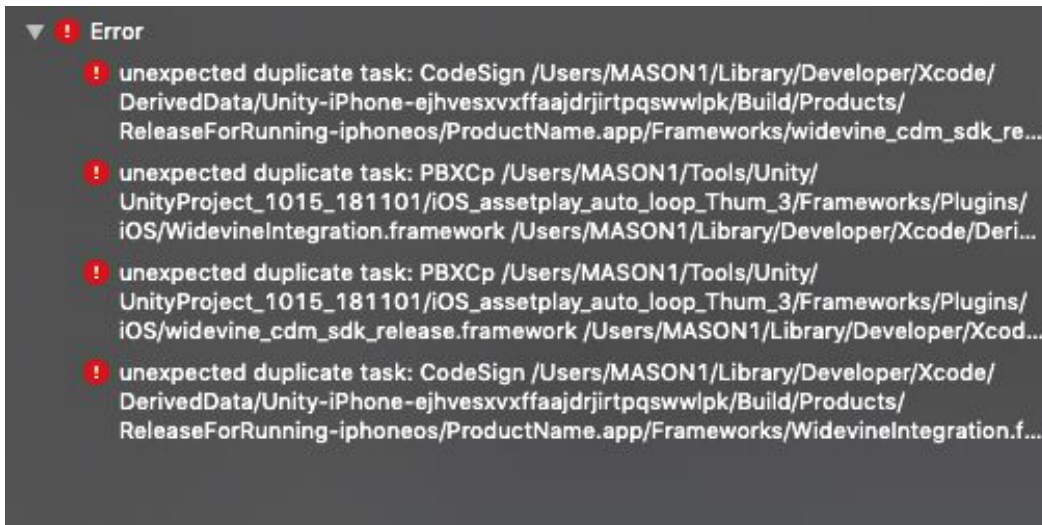 Error
unexpected duplicate task: CodeSign /Users/MASON1/Library/Developer/Xcode/
DerivedData/Unity-iPhone-ejhvesxvxffaajdrjirtpqswwlpk/Build/Products/
ReleaseForRunning-iphoneos/ProductName.app/Frameworks/widevine_cdm_sdk_re...
unexpected duplicate task: PBXCp /Users/MASON1/Tools/Unity/
UnityProject_1015_181101/iOS_assetplay_auto_loop_Thum_3/Frameworks/Plugins/
iOS/WidevineIntegration.framework /Users/MASON1/Library/Developer/Xcode/Deri...
unexpected duplicate task: PBXCp /Users/MASON1/Tools/Unity/
UnityProject_1015_181101/iOS_assetplay_auto_loop_Thum_3/Frameworks/Plugins/
iOS/widevine_cdm_sdk_release.framework /Users/MASON1/Library/Developer/Xcod...
unexpected duplicate task: CodeSign /Users/MASON1/Library/Developer/Xcode/
DerivedData/Unity-iPhone-ejhvesxvxffaajdrjirtpqswwlpk/Build/Products/
ReleaseForRunning-iphoneos/ProductName.app/Frameworks/WidevineIntegration.f...